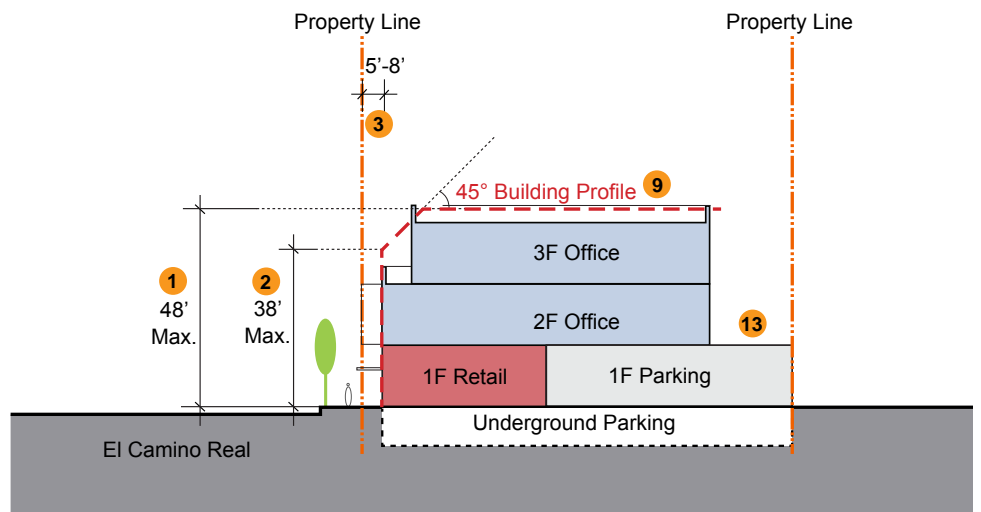 Property Line
Property Line
5’-8’
3
45° Building Profile
9
3F Office
1
48’
Max.
2
38’
Max.
2F Office
13
1F Retail
1F Parking
Underground Parking
El Camino Real